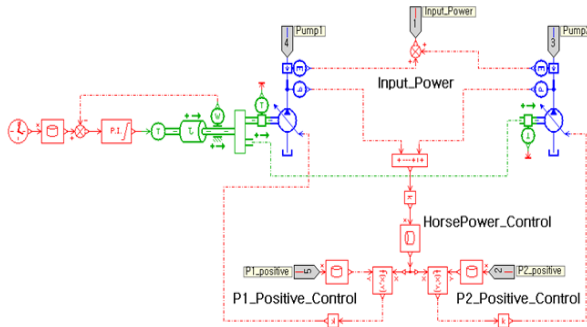 Pump1
Input_Power
Pump2
4
1
3
Input_Power
P.I.
T
W
T
HorsePower_Control
P1_positive
5
2
P2_positive
f(x,y)
f(x,y)
P1_Positive_Control
P2_Positive_Control